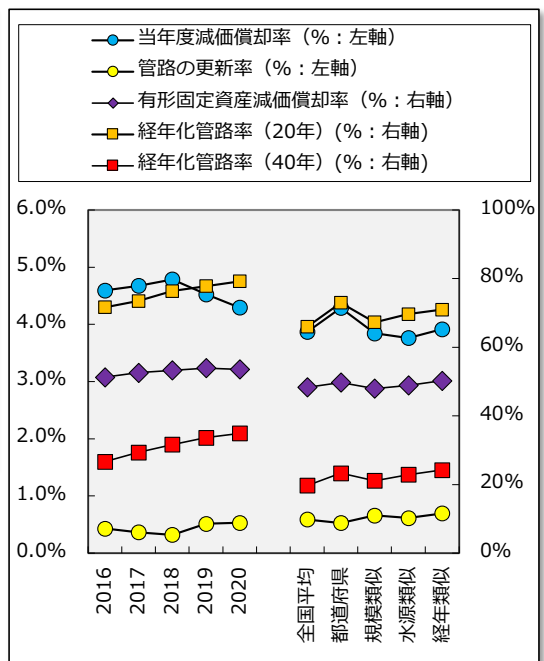 当年度減価償却率（%：左軸）
管路の更新率（%：左軸）
有形固定資産減価償却率（%：右軸）
経年化管路率（20年）(%：右軸)
経年化管路率（40年）(%：右軸)
6.0%
5.0%
4.0%
3.0%
2.0%
1.0%
0.0%
100%
80%
60%
40%
20%
0%
2016
2017
2018
2019
2020
全国平均
都道府県
規模類似
水源類似
経年類似